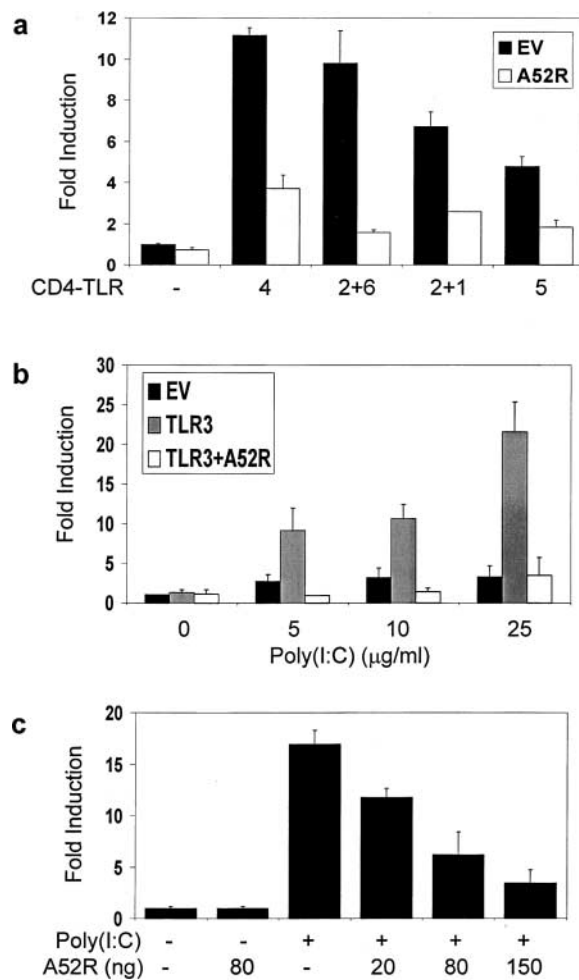 a
EV
A52R
Fold Induction
12
10
8
6
4
2
0
CD4-TLR - 4 2+6 2+1 5
b
EV
TLR3
TLR3+A52R
Fold Induction
30
25
20
15
10
5
0
0 5 10 25
Poly(I:C) (μg/ml)
c
Fold Induction
20
15
10
5
0
Poly(I:C) - - + + + +
A52R (ng) - 80 - 20 80 150